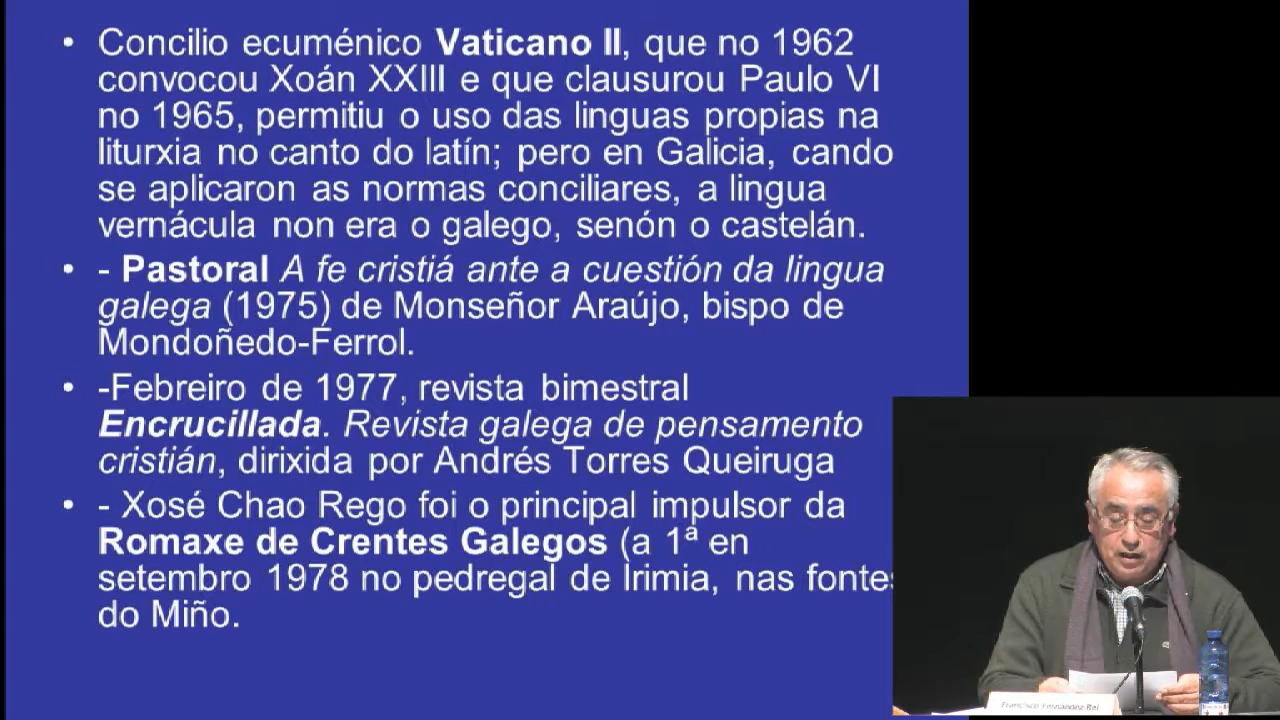 • Concilio ecuménico Vaticano II, que no 1962
convocou Xoán XXIII e que clausurou Paulo VI
no 1965, permitiu o uso das linguas propias na
liturxia no canto do latín; pero en Galicia, cando
se aplicaron as normas conciliares, a lingua
vernácula non era o galego, senón o castelán.
• - Pastoral A fe cristiá ante a cuestión da lingua
galega (1975) de Monseñor Araújo, bispo de
Mondoñedo-Ferrol.
• -Febreiro de 1977, revista bimestral
Encrucillada. Revista galega de pensamento
cristián, dirixida por Andrés Torres Queiruga
• - Xosé Chao Rego foi o principal impulsor da
Romaxe de Crentes Galegos (a 1ª en
setembro 1978 no pedregal de Irimia, nas fontes
do Miño.
Francisco Fernández Rei